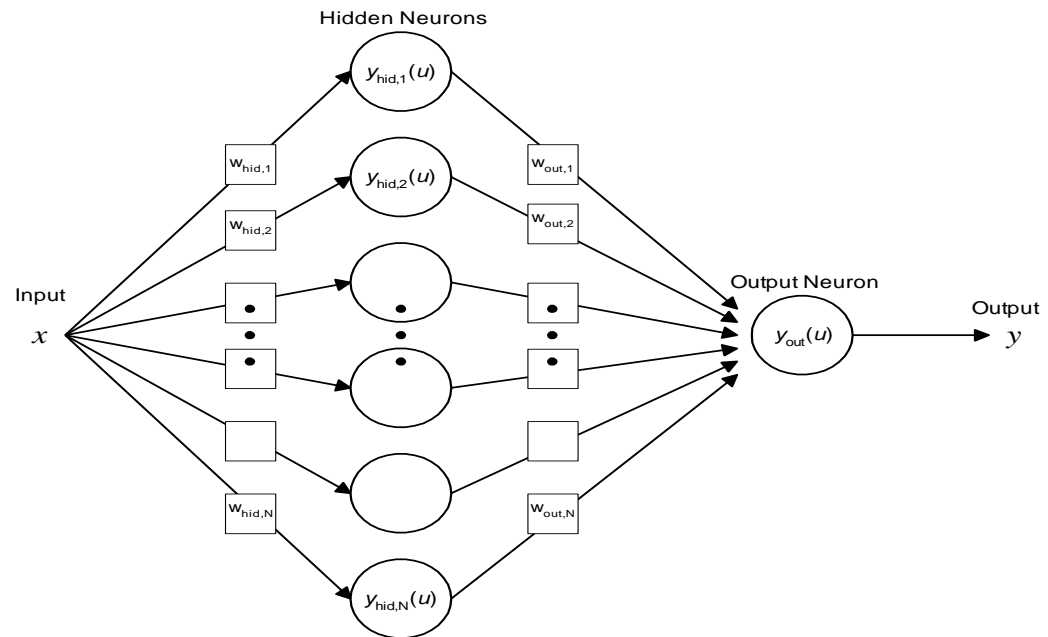 Hidden Neurons
y_hid,1(u)
w_hid,1
w_out,1
y_hid,2(u)
w_hid,2
w_out,2
Input
x
Output Neuron
y_out(u)
Output
y
w_hid,N
w_out,N
y_hid,N(u)